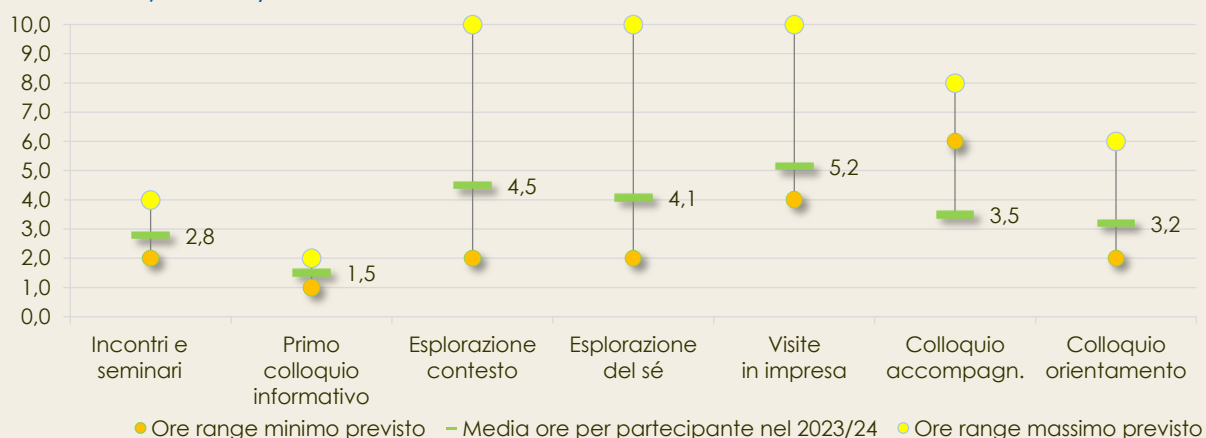 10,0
9,0
8,0
7,0
6,0
5,0
4,0
3,0
2,0
1,0
0,0
2,8
1,5
4,5
4,1
5,2
3,5
3,2
Incontri e
seminari
Primo
colloquio
informativo
Esplorazione
contesto
Esplorazione
del sé
Visite
in impresa
Colloquio
accompagn.
Colloquio
orientamento
Ore range minimo previsto
Media ore per partecipante nel 2023/24
Ore range massimo previsto